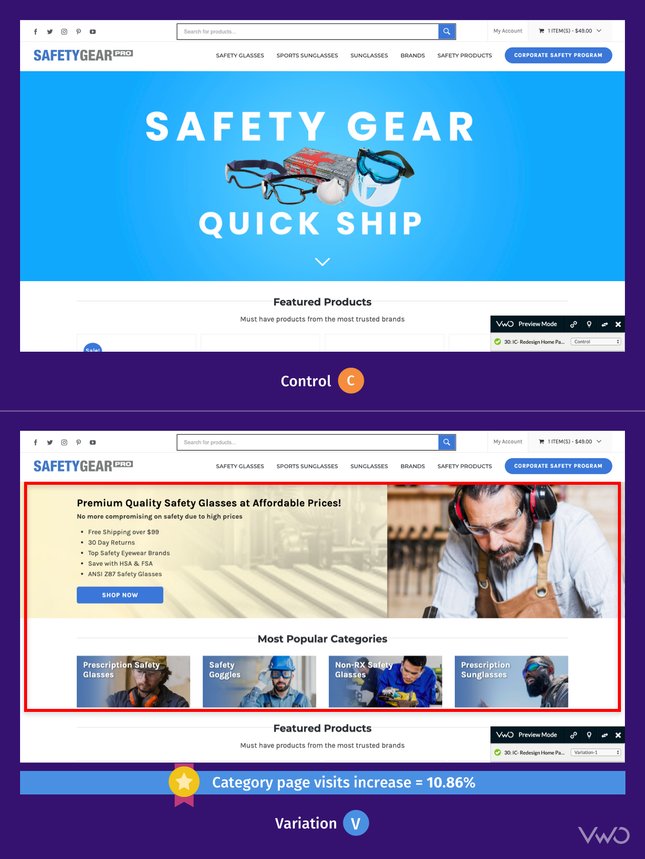 Search for products...
My Account
1 ITEM(S) - $49.00
SAFETYGEAR PRO
SAFETY GLASSES SPORTS SUNGLASSES SUNGLASSES BRANDS SAFETY PRODUCTS CORPORATE SAFETY PROGRAM
SAFETY GEAR
QUICK SHIP
Featured Products
Must have products from the most trusted brands
VWO Preview Mode
30: IC- Redesign Home Pa... Control
Sale!
Control C
Search for products...
My Account
1 ITEM(S) - $49.00
SAFETYGEAR PRO
SAFETY GLASSES SPORTS SUNGLASSES SUNGLASSES BRANDS SAFETY PRODUCTS CORPORATE SAFETY PROGRAM
Premium Quality Safety Glasses at Affordable Prices!
No more compromising on safety due to high prices
• Free Shipping over $99
• 30 Day Returns
• Top Safety Eyewear Brands
• Save with HSA & FSA
• ANSI Z87 Safety Glasses
SHOP NOW
Most Popular Categories
Prescription Safety
Glasses
Safety
Goggles
Non-RX Safety
Glasses
Prescription
Sunglasses
Featured Products
Must have products from the most trusted brands
VWO Preview Mode
30: IC- Redesign Home Pa... Variation-1
Category page visits increase = 10.86%
Variation V
VWO